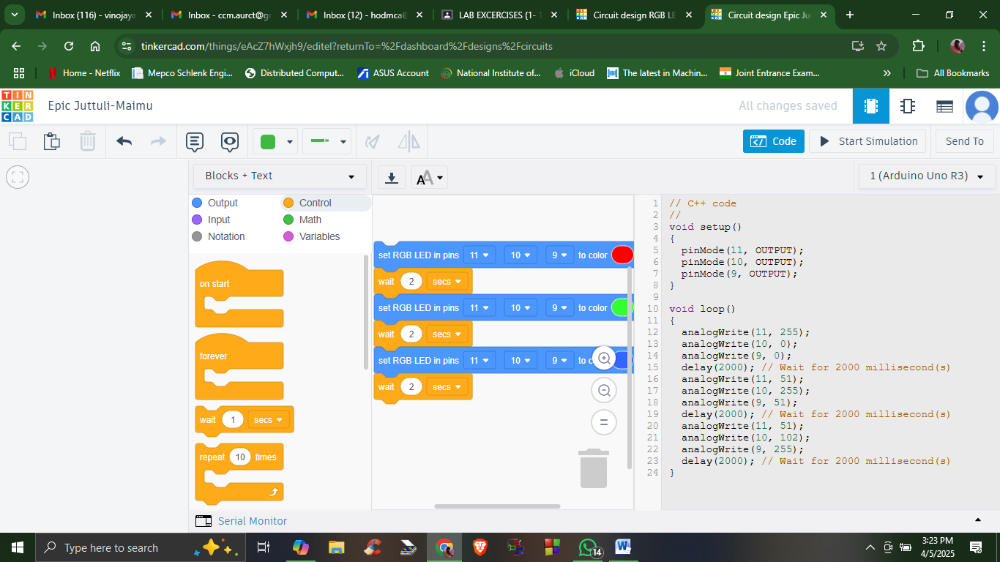 Inbox (116) - vinojaya
Inbox - ccm.aurct@gr
Inbox (12) - hodmca@
LAB EXCERCISES (1- 1
Circuit design RGB LE
Circuit design Epic Ju
tinkercad.com/things/eAcZ7hWxjh9/editel?returnTo=%2Fdashboard%2Fdesigns%2Fcircuits
Home - Netflix
Mepco Schlenk Engi...
Distributed Comput...
ASUS Account
National Institute of...
iCloud
The latest in Machin...
Joint Entrance Exam...
»
All Bookmarks
TIN
KER
CAD
Epic Juttuli-Maimu
All changes saved
Code
Start Simulation
Send To
Blocks + Text
AA
1 (Arduino Uno R3)
Output
Control
Input
Math
Notation
Variables
on start
forever
wait 1 secs
repeat 10 times
set RGB LED in pins 11 10 9 to color
wait 2 secs
set RGB LED in pins 11 10 9 to color
wait 2 secs
set RGB LED in pins 11 10 9 to c
wait 2 secs
1 // C++ code
2 //
3 void setup()
4 {
5 pinMode(11, OUTPUT);
6 pinMode(10, OUTPUT);
7 pinMode(9, OUTPUT);
8 }
9
10 void loop()
11 {
12 analogWrite(11, 255);
13 analogWrite(10, 0);
14 analogWrite(9, 0);
15 delay(2000); // Wait for 2000 millisecond(s)
16 analogWrite(11, 51);
17 analogWrite(10, 255);
18 analogWrite(9, 51);
19 delay(2000); // Wait for 2000 millisecond(s)
20 analogWrite(11, 51);
21 analogWrite(10, 102);
22 analogWrite(9, 255);
23 delay(2000); // Wait for 2000 millisecond(s)
24 }
Serial Monitor
Type here to search
14
3:23 PM
4/5/2025